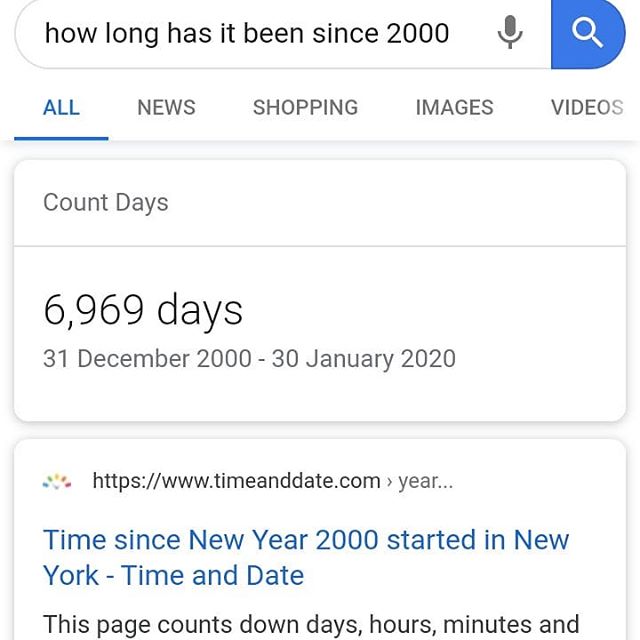 how long has it been since 2000
ALL NEWS SHOPPING IMAGES VIDEOS
Count Days
6,969 days
31 December 2000 - 30 January 2020
https://www.timeanddate.com › year...
Time since New Year 2000 started in New
York - Time and Date
This page counts down days, hours, minutes and